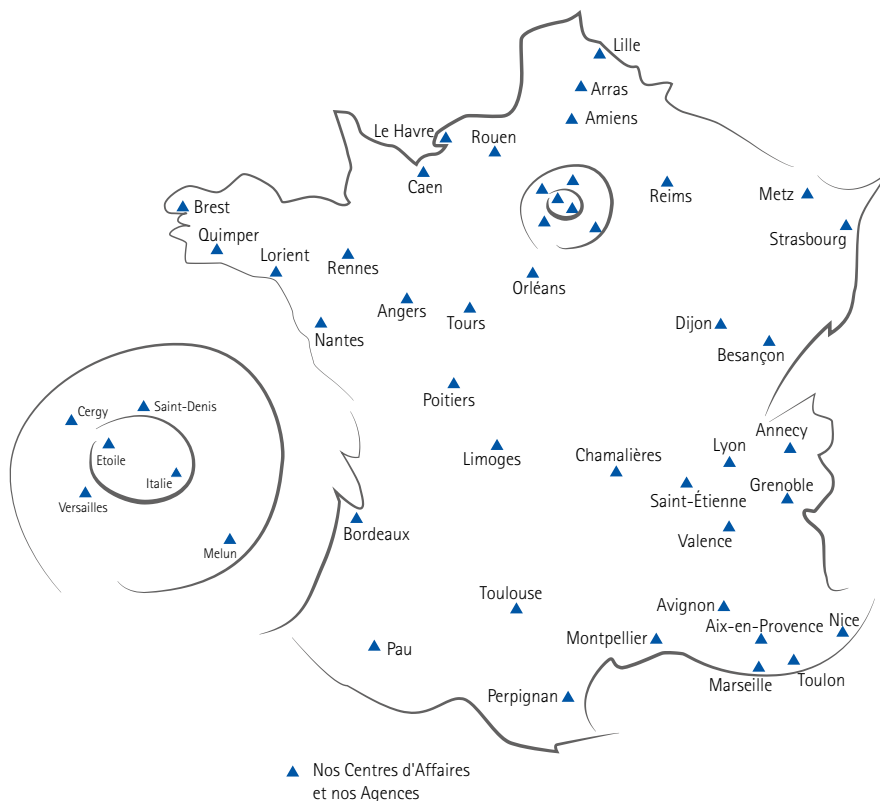 Lille
Arras
Amiens
Le Havre
Rouen
Caen
Reims
Metz
Strasbourg
Brest
Quimper
Lorient
Rennes
Orléans
Angers
Tours
Nantes
Dijon
Besançon
Poitiers
Cergy
Saint-Denis
Etoile
Italie
Versailles
Melun
Limoges
Chamalières
Lyon
Annecy
Saint-Étienne
Grenoble
Bordeaux
Valence
Toulouse
Avignon
Nice
Aix-en-Provence
Montpellier
Pau
Marseille
Toulon
Perpignan
Nos Centres d'Affaires
et nos Agences